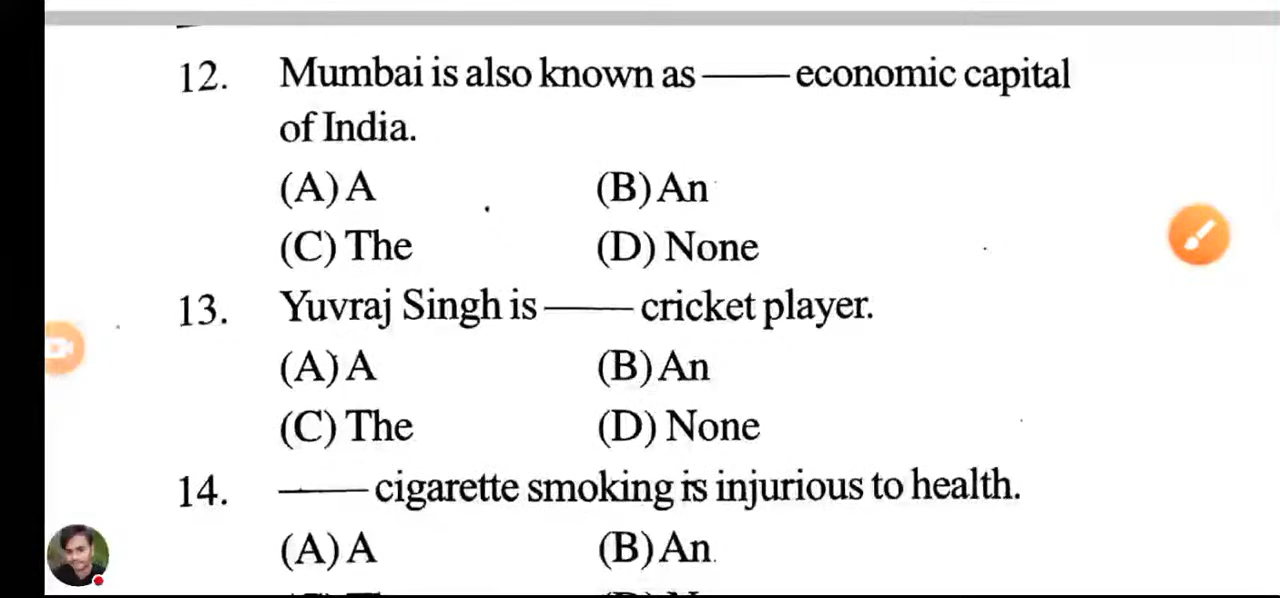 12. Mumbai is also known as —— economic capital
of India.
(A) A (B) An
(C) The (D) None
13. Yuvraj Singh is —— cricket player.
(A) A (B) An
(C) The (D) None
14. —— cigarette smoking is injurious to health.
(A) A (B) An